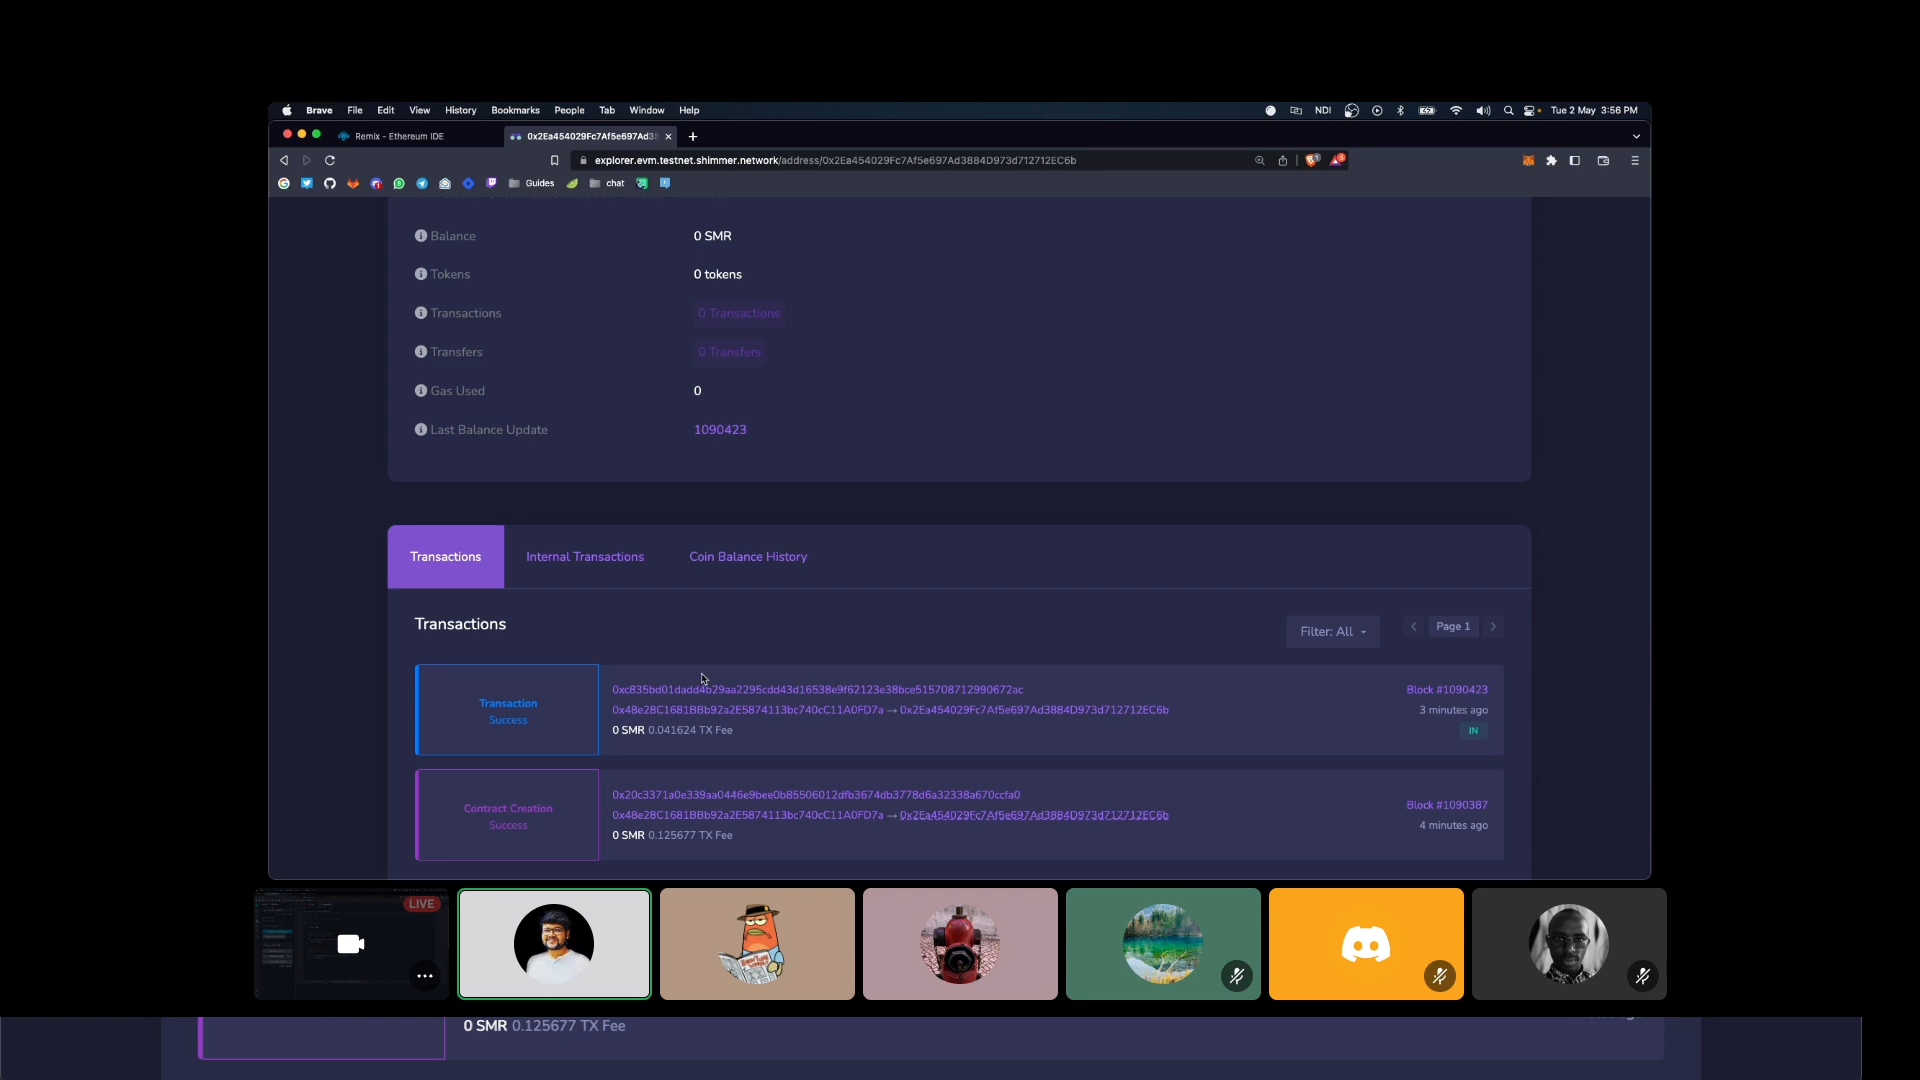 Brave File Edit View History Bookmarks People Tab Window Help NDI Tue 2 May 3:56 PM
Remix - Ethereum IDE 0x2Ea454029Fc7Af5e697Ad3
explorer.evm.testnet.shimmer.network/address/0x2Ea454029Fc7Af5e697Ad3884D973d712712EC6b
Guides chat
Balance 0 SMR
Tokens 0 tokens
Transactions 0 Transactions
Transfers 0 Transfers
Gas Used 0
Last Balance Update 1090423
Transactions Internal Transactions Coin Balance History
Transactions
Filter: All Page 1
Transaction
Success
0xc835bd01dadd4b29aa2295cdd43d16538e9f62123e38bce515708712990672ac
0x48e28C1681BBb92a2E5874113bc740cC11A0FD7a → 0x2Ea454029Fc7Af5e697Ad3884D973d712712EC6b
0 SMR 0.041624 TX Fee
Block #1090423
3 minutes ago
IN
Contract Creation
Success
0x20c3371a0e339aa0446e9bee0b85506012dfb3674db3778d6a32338a670ccfa0
0x48e28C1681BBb92a2E5874113bc740cC11A0FD7a → 0x2Ea454029Fc7Af5e697Ad3884D973d712712EC6b
0 SMR 0.125677 TX Fee
Block #1090387
4 minutes ago
LIVE
0 SMR 0.125677 TX Fee